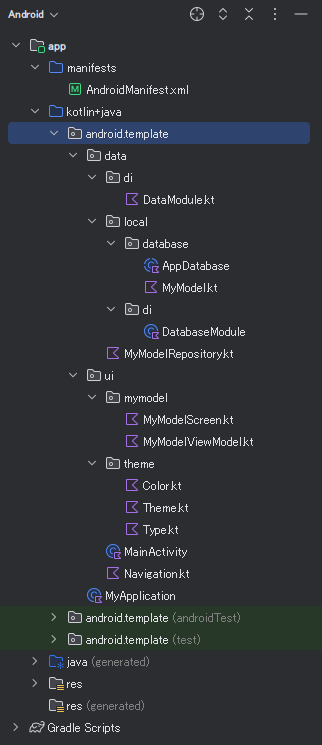 Android
app
manifests
AndroidManifest.xml
kotlin+java
android.template
data
di
DataModule.kt
local
database
AppDatabase
MyModel.kt
di
DatabaseModule
MyModelRepository.kt
ui
mymodel
MyModelScreen.kt
MyModelViewModel.kt
theme
Color.kt
Theme.kt
Type.kt
MainActivity
Navigation.kt
MyApplication
android.template (androidTest)
android.template (test)
java (generated)
res
res (generated)
Gradle Scripts